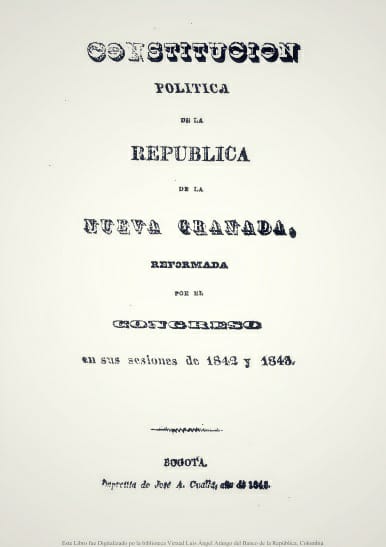 CONSTITUCION
POLITICA
DE LA
REPUBLICA
DE LA
NUEVA GRANADA,
REFORMADA
POR EL
CONGRESO
en sus sesiones de 1842 y 1843.
BOGOTA.
Imprenta de José A. Cualla, año de 1843.
Este Libro fue Digitalizado por la biblioteca Virtual Luis Ángel Arango del Banco de la República, Colombia